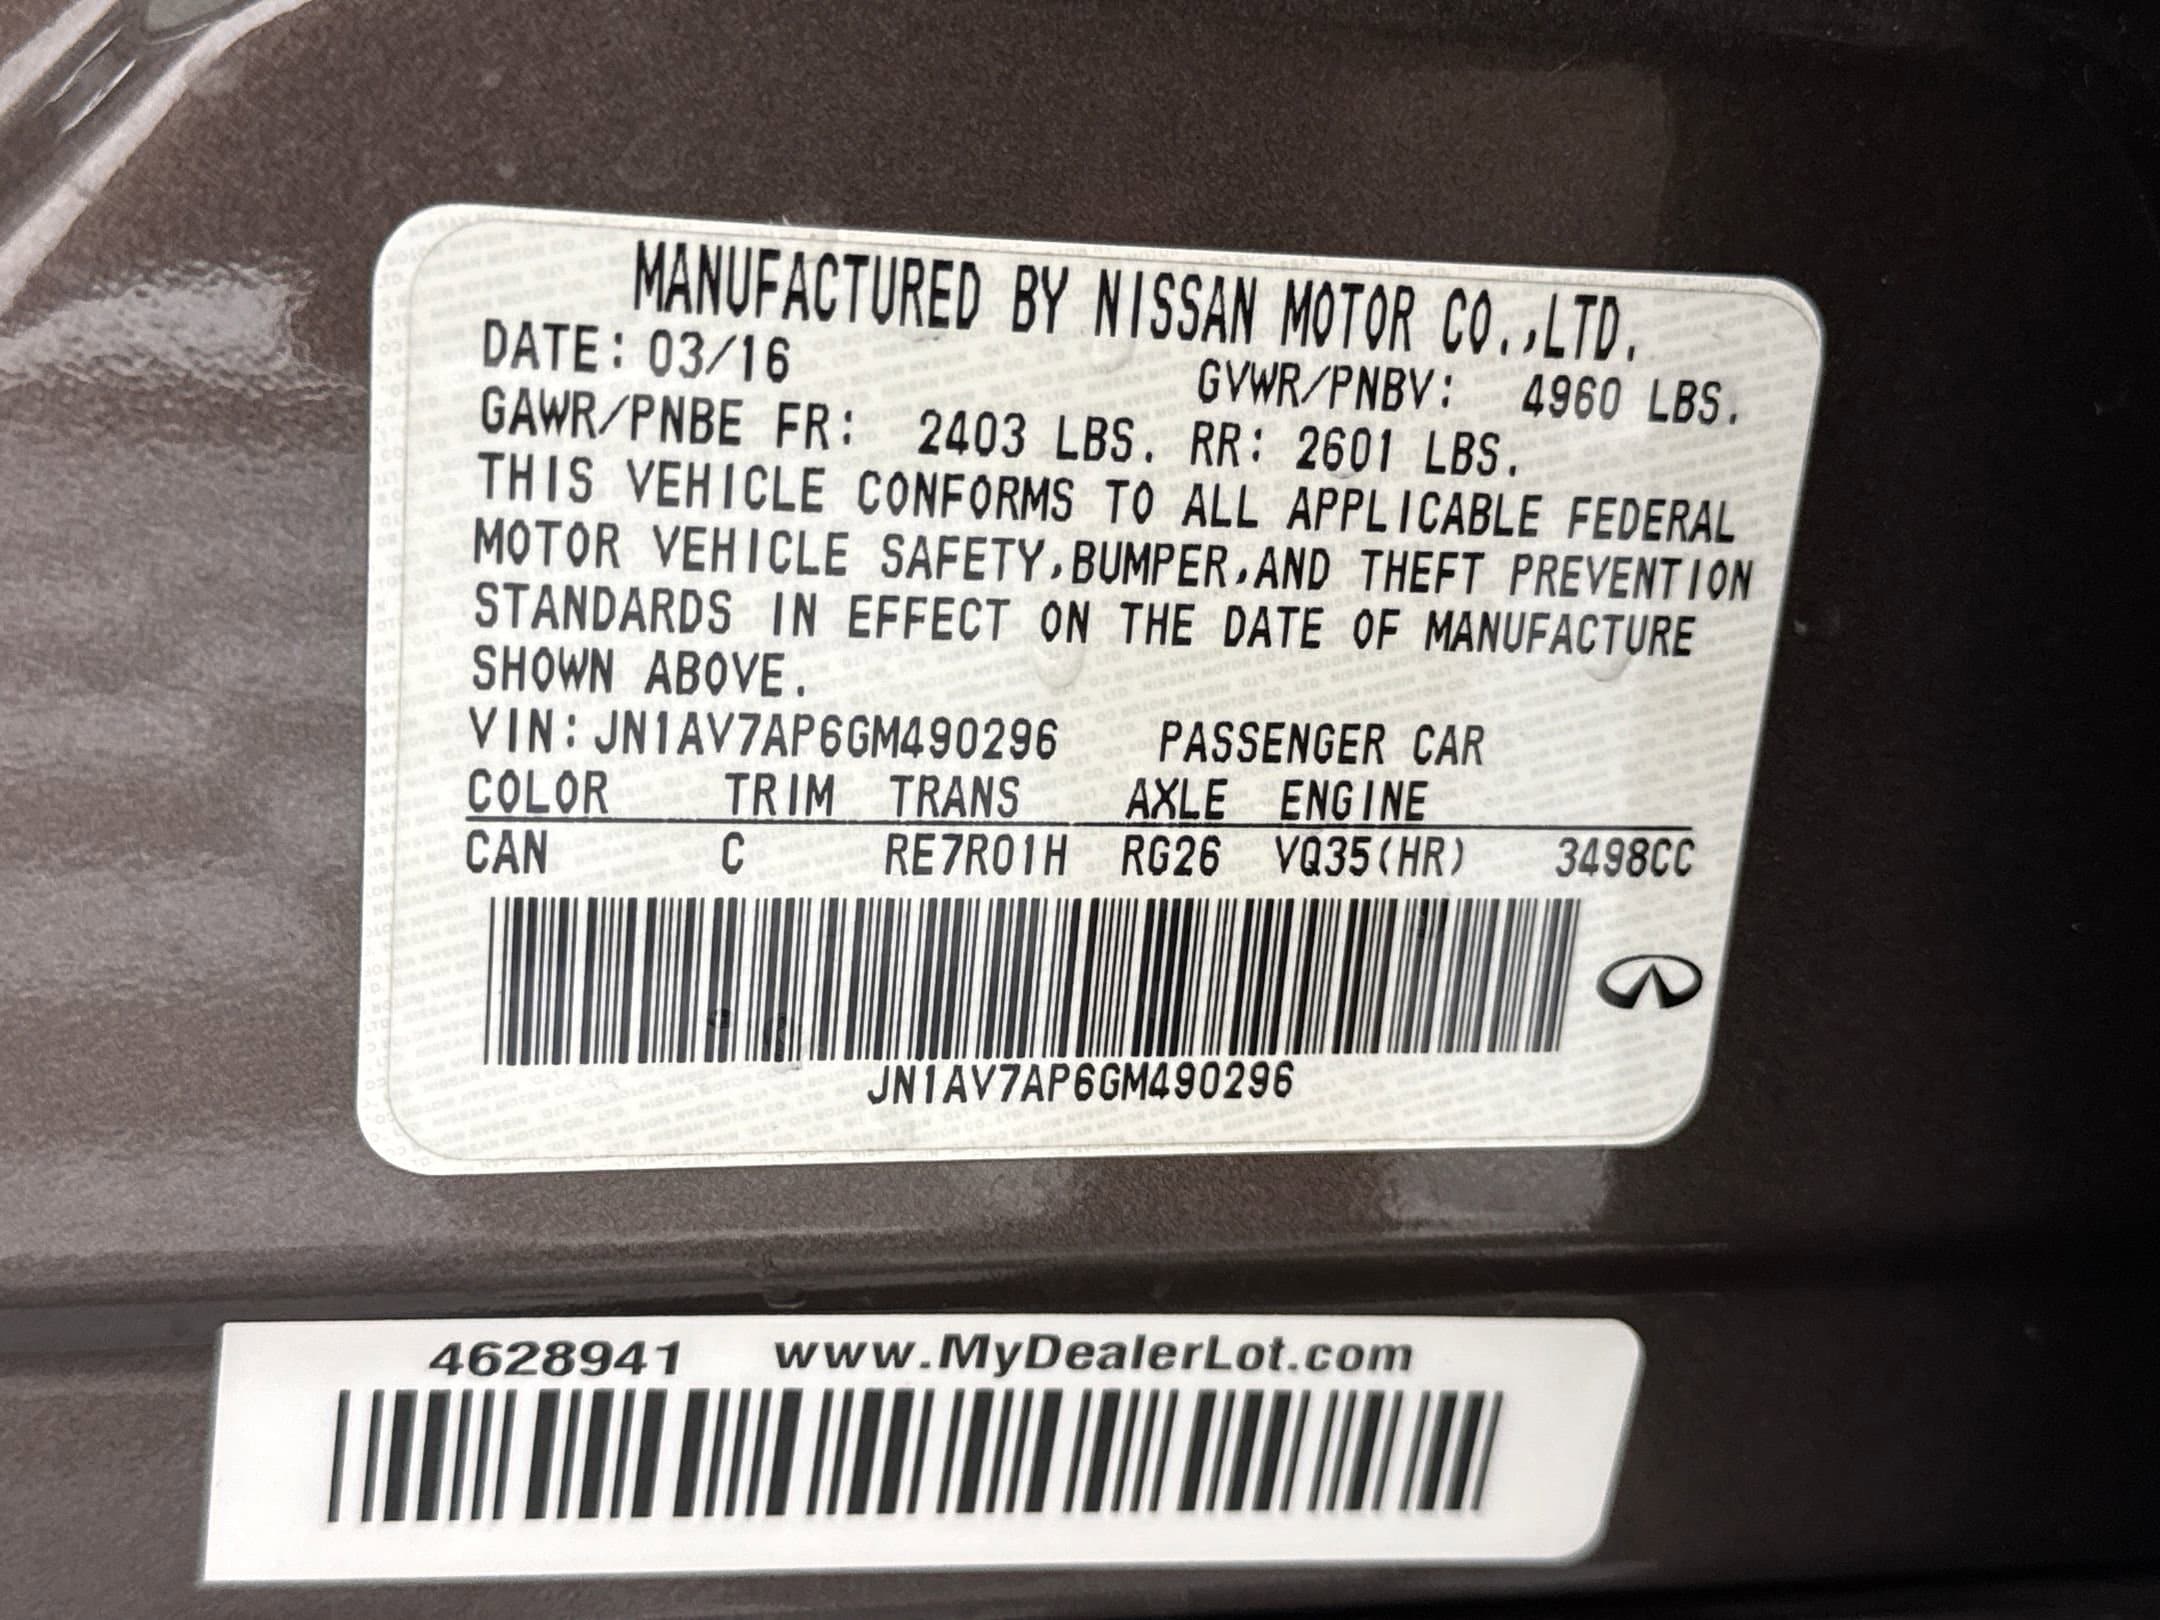 MANUFACTURED BY NISSAN MOTOR CO.,LTD.
DATE: 03/16 GVWR/PNBV: 4960 LBS.
GAWR/PNBE FR: 2403 LBS. RR: 2601 LBS.
THIS VEHICLE CONFORMS TO ALL APPLICABLE FEDERAL
MOTOR VEHICLE SAFETY,BUMPER,AND THEFT PREVENTION
STANDARDS IN EFFECT ON THE DATE OF MANUFACTURE
SHOWN ABOVE.
VIN: JN1AV7AP6GM490296 PASSENGER CAR
COLOR TRIM TRANS AXLE ENGINE
CAN C RE7R01H RG26 VQ35(HR) 3498CC
JN1AV7AP6GM490296
4628941 www.MyDealerLot.com